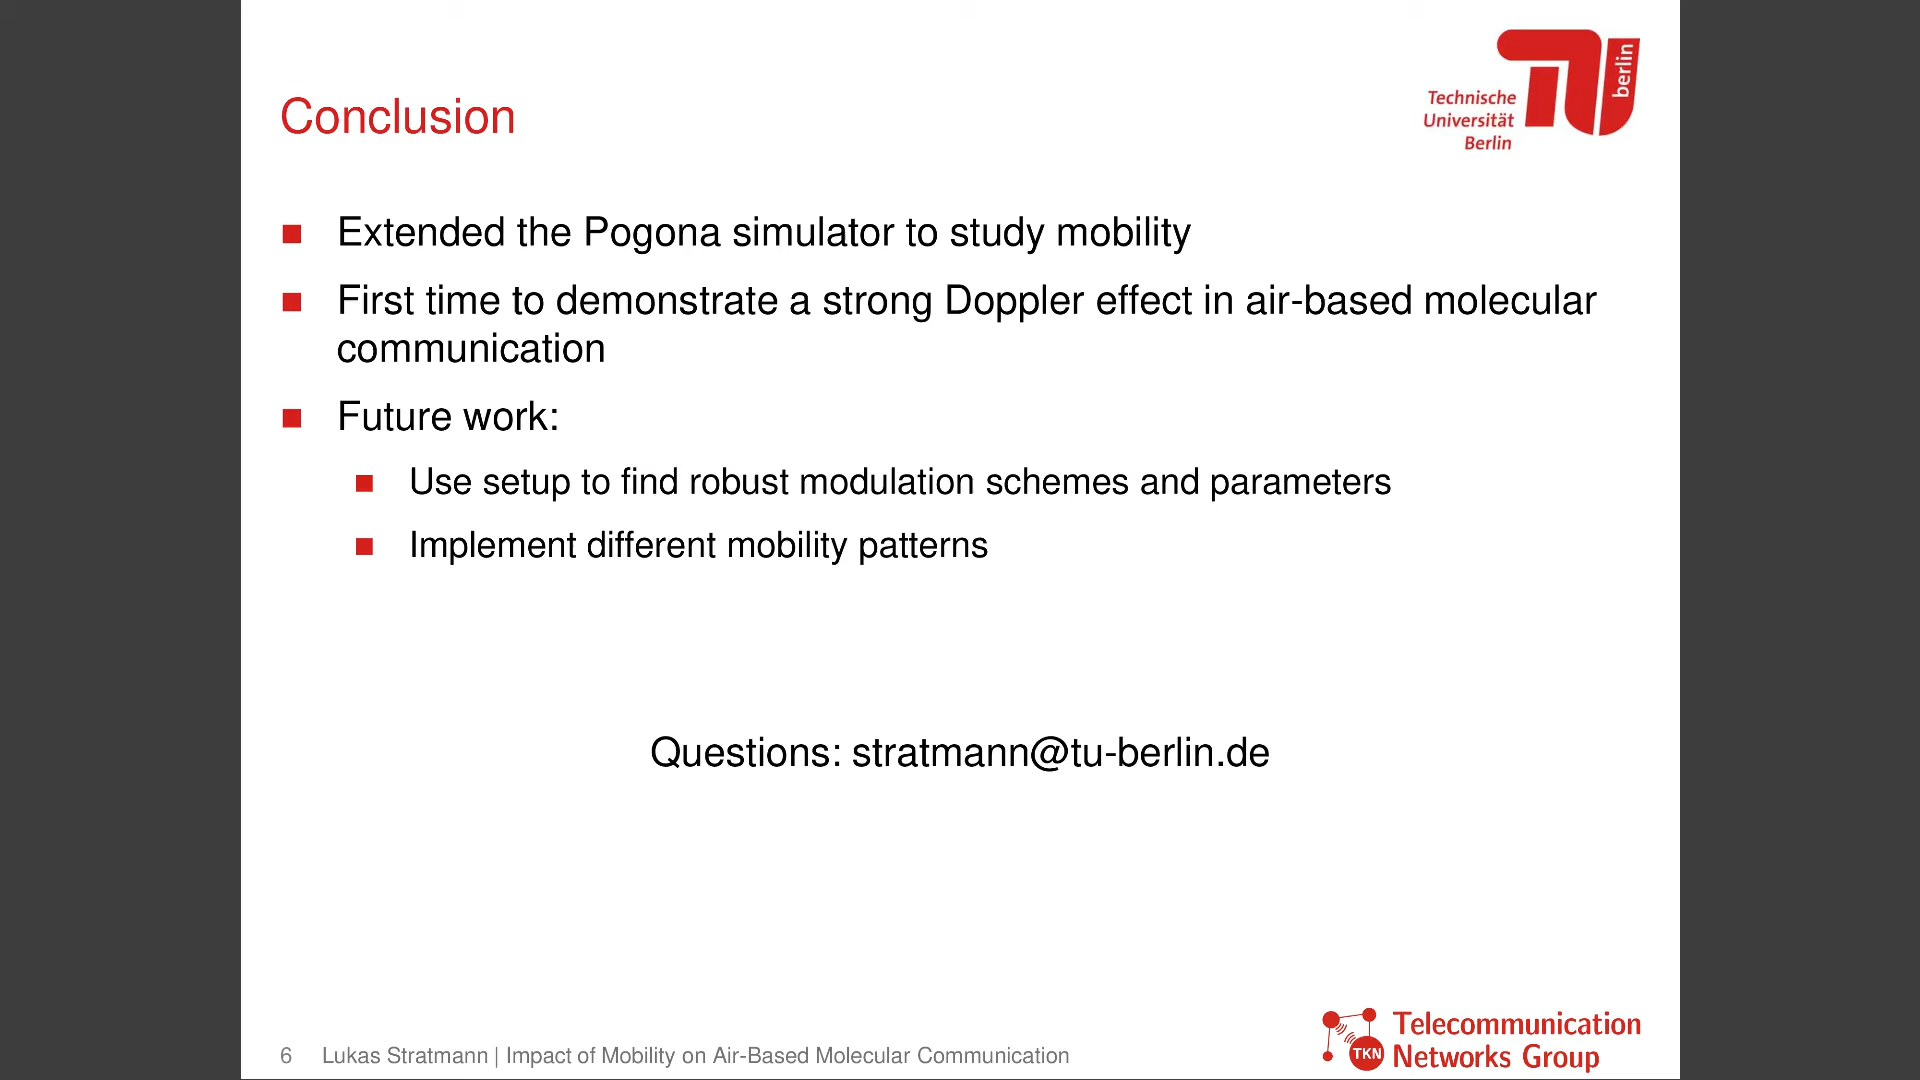 Conclusion
Technische
Universität
Berlin
berlin
Extended the Pogona simulator to study mobility
First time to demonstrate a strong Doppler effect in air-based molecular
communication
Future work:
Use setup to find robust modulation schemes and parameters
Implement different mobility patterns
Questions: stratmann@tu-berlin.de
6 Lukas Stratmann | Impact of Mobility on Air-Based Molecular Communication
TKN
Telecommunication
Networks Group